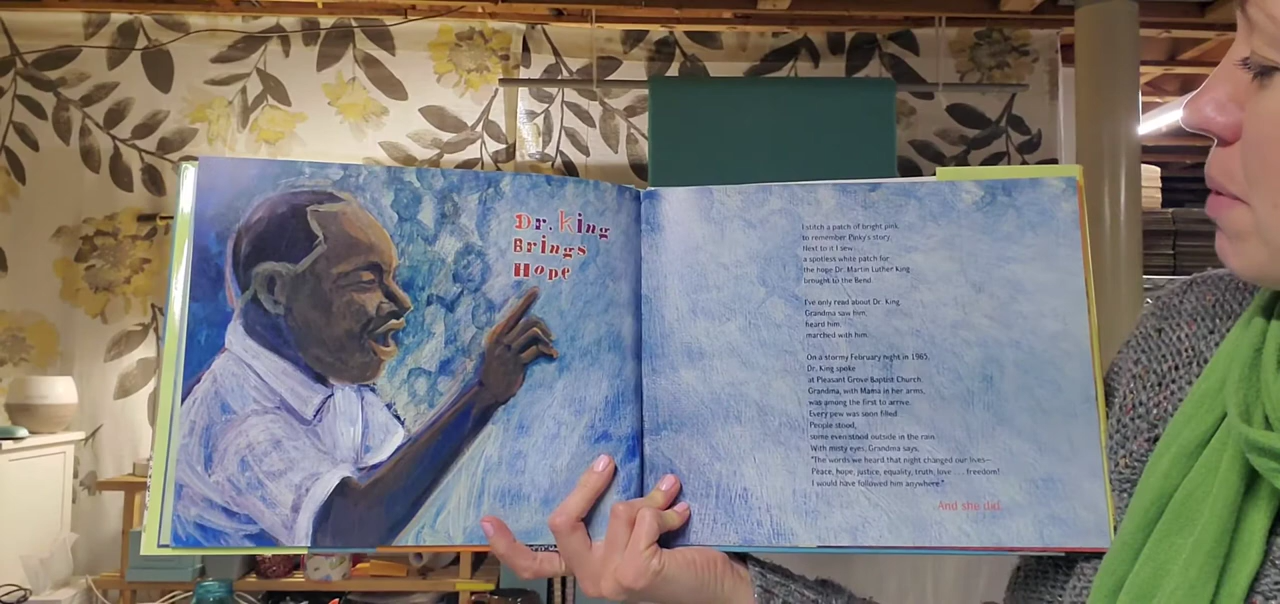 Dr. King
Brings
Hope
I stitch a patch of bright pink
to remember Pinky's story.
Next to it I sew . . .
a spotless white patch for
the hope Dr. Martin Luther King
brought to the Bend.
I've only read about Dr. King.
Grandma saw him,
heard him,
marched with him.
On a stormy February night in 1965,
Dr. King spoke
at Pleasant Grove Baptist Church.
Grandma, with Mama in her arms,
was among the first to arrive.
Every pew was soon filled.
People stood,
some even stood outside in the rain.
With misty eyes, Grandma says,
"The words we heard that night changed our lives—
Peace, hope, justice, equality, truth, love . . . freedom!
I would have followed him anywhere."
And she did.